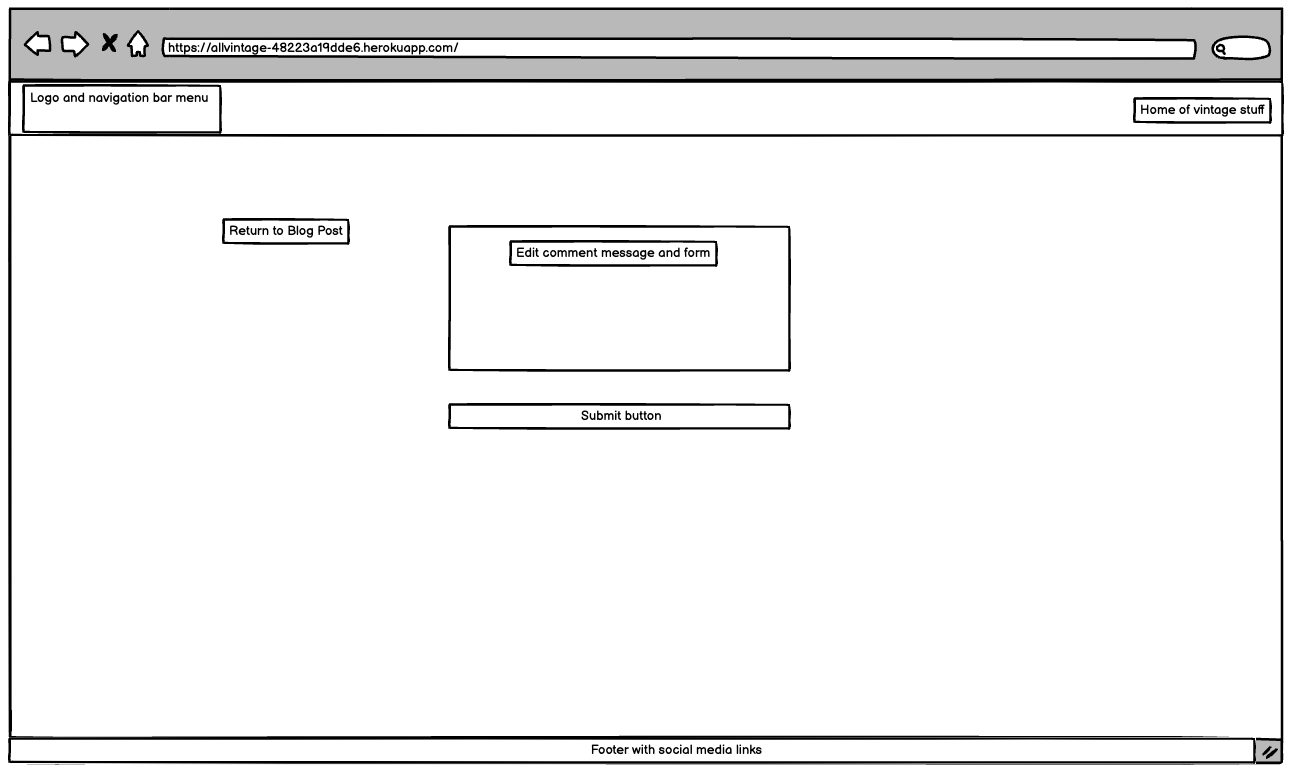 https://allvintage-48223a19dde6.herokuapp.com/
Logo and navigation bar menu
Home of vintage stuff
Return to Blog Post
Edit comment message and form
Submit button
Footer with social media links